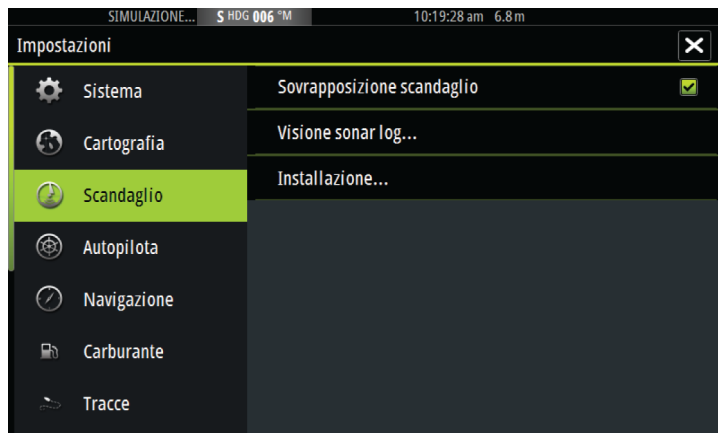 SIMULAZIONE... S HDG 006 °M 10:19:28 am 6.8 m
Impostazioni
Sistema
Cartografia
Scandaglio
Autopilota
Navigazione
Carburante
Tracce
Sovrapposizione scandaglio
Visione sonar log...
Installazione...